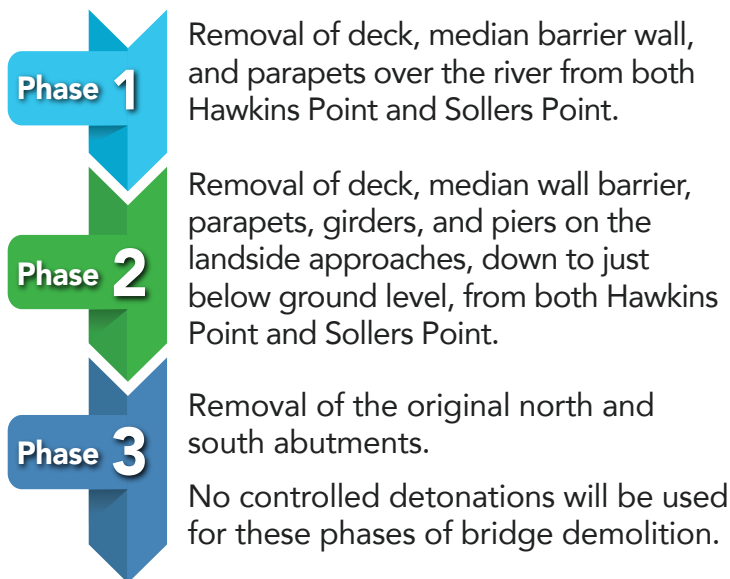 Phase 1
Removal of deck, median barrier wall,
and parapets over the river from both
Hawkins Point and Sollers Point.
Phase 2
Removal of deck, median wall barrier,
parapets, girders, and piers on the
landside approaches, down to just
below ground level, from both Hawkins
Point and Sollers Point.
Phase 3
Removal of the original north and
south abutments.
No controlled detonations will be used
for these phases of bridge demolition.